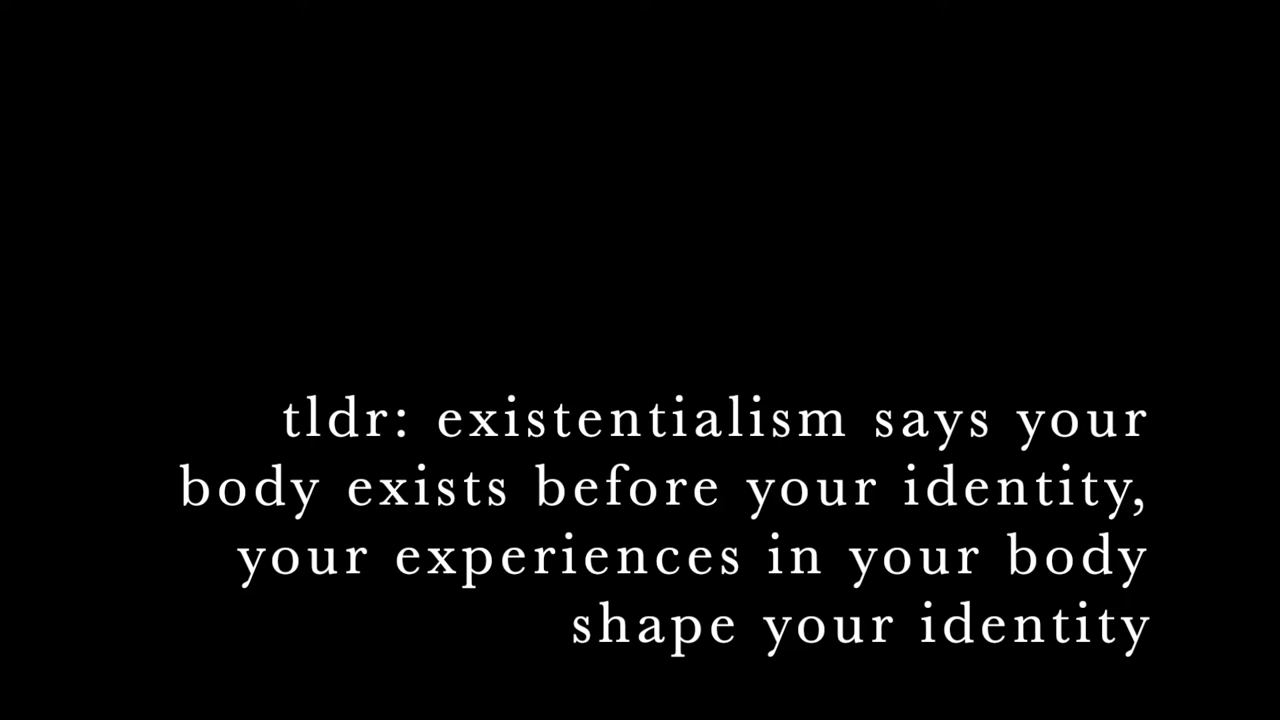 tldr: existentialism says your
body exists before your identity,
your experiences in your body
shape your identity